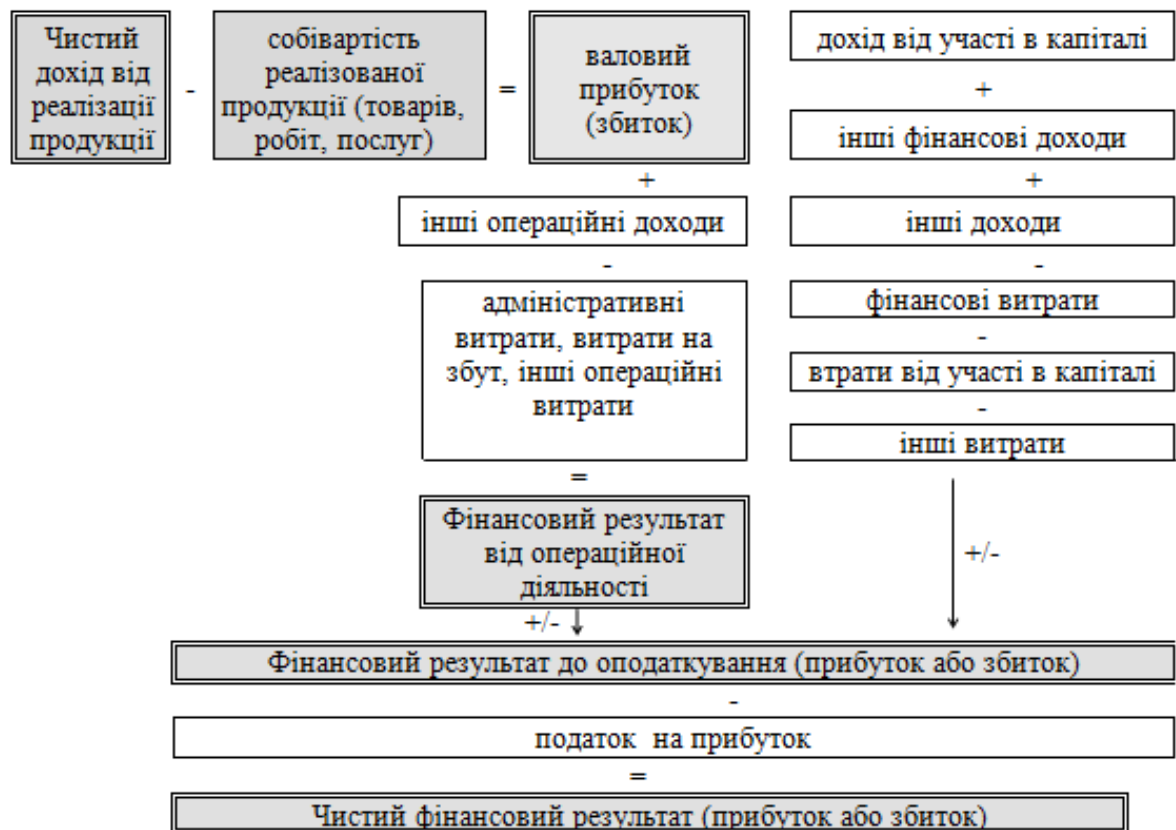 Чистий
дохід від
реалізації
продукції
-
собівартість
реалізованої
продукції (товарів,
робіт, послуг)
=
валовий
прибуток
(збиток)
+
інші операційні доходи
-
адміністративні
витрати, витрати на
збут, інші операційні
витрати
=
Фінансовий результат
від операційної
діяльності
+/-
дохід від участі в капіталі
+
інші фінансові доходи
+
інші доходи
-
фінансові витрати
-
втрати від участі в капіталі
-
інші витрати
+/-
Фінансовий результат до оподаткування (прибуток або збиток)
-
податок на прибуток
=
Чистий фінансовий результат (прибуток або збиток)